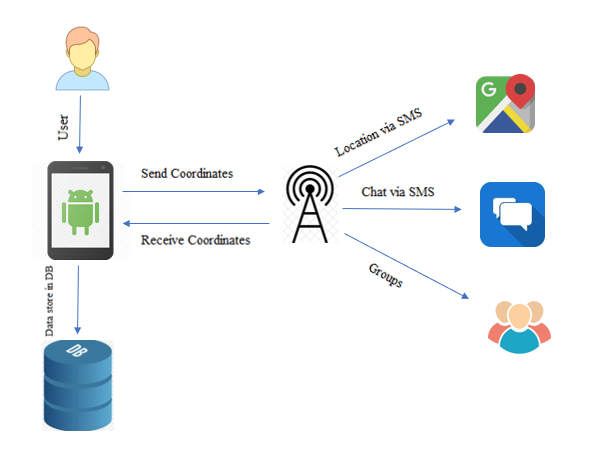 User
Send Coordinates
Receive Coordinates
Data store in DB
DB
Location via SMS
G
Chat via SMS
Groups